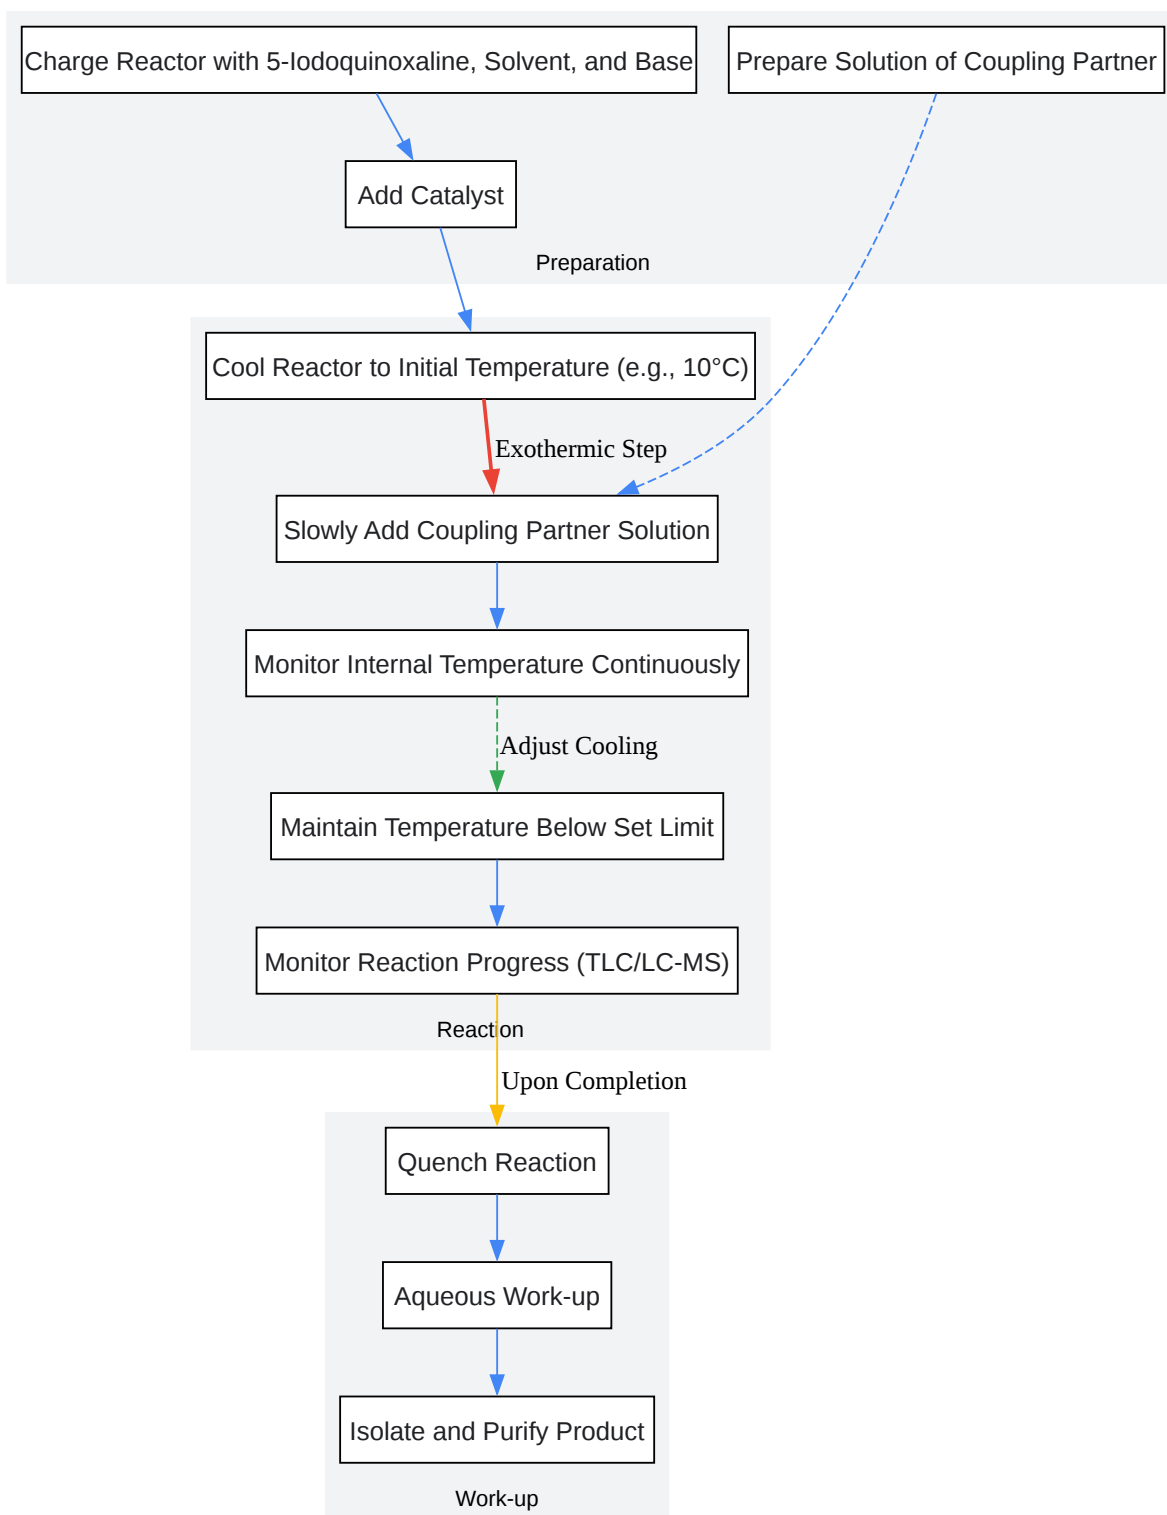 Charge Reactor with 5-Iodoquinoxaline, Solvent, and Base
Prepare Solution of Coupling Partner
Add Catalyst
Preparation
Cool Reactor to Initial Temperature (e.g., 10°C)
Exothermic Step
Slowly Add Coupling Partner Solution
Monitor Internal Temperature Continuously
Adjust Cooling
Maintain Temperature Below Set Limit
Monitor Reaction Progress (TLC/LC-MS)
Reaction
Upon Completion
Quench Reaction
Aqueous Work-up
Isolate and Purify Product
Work-up